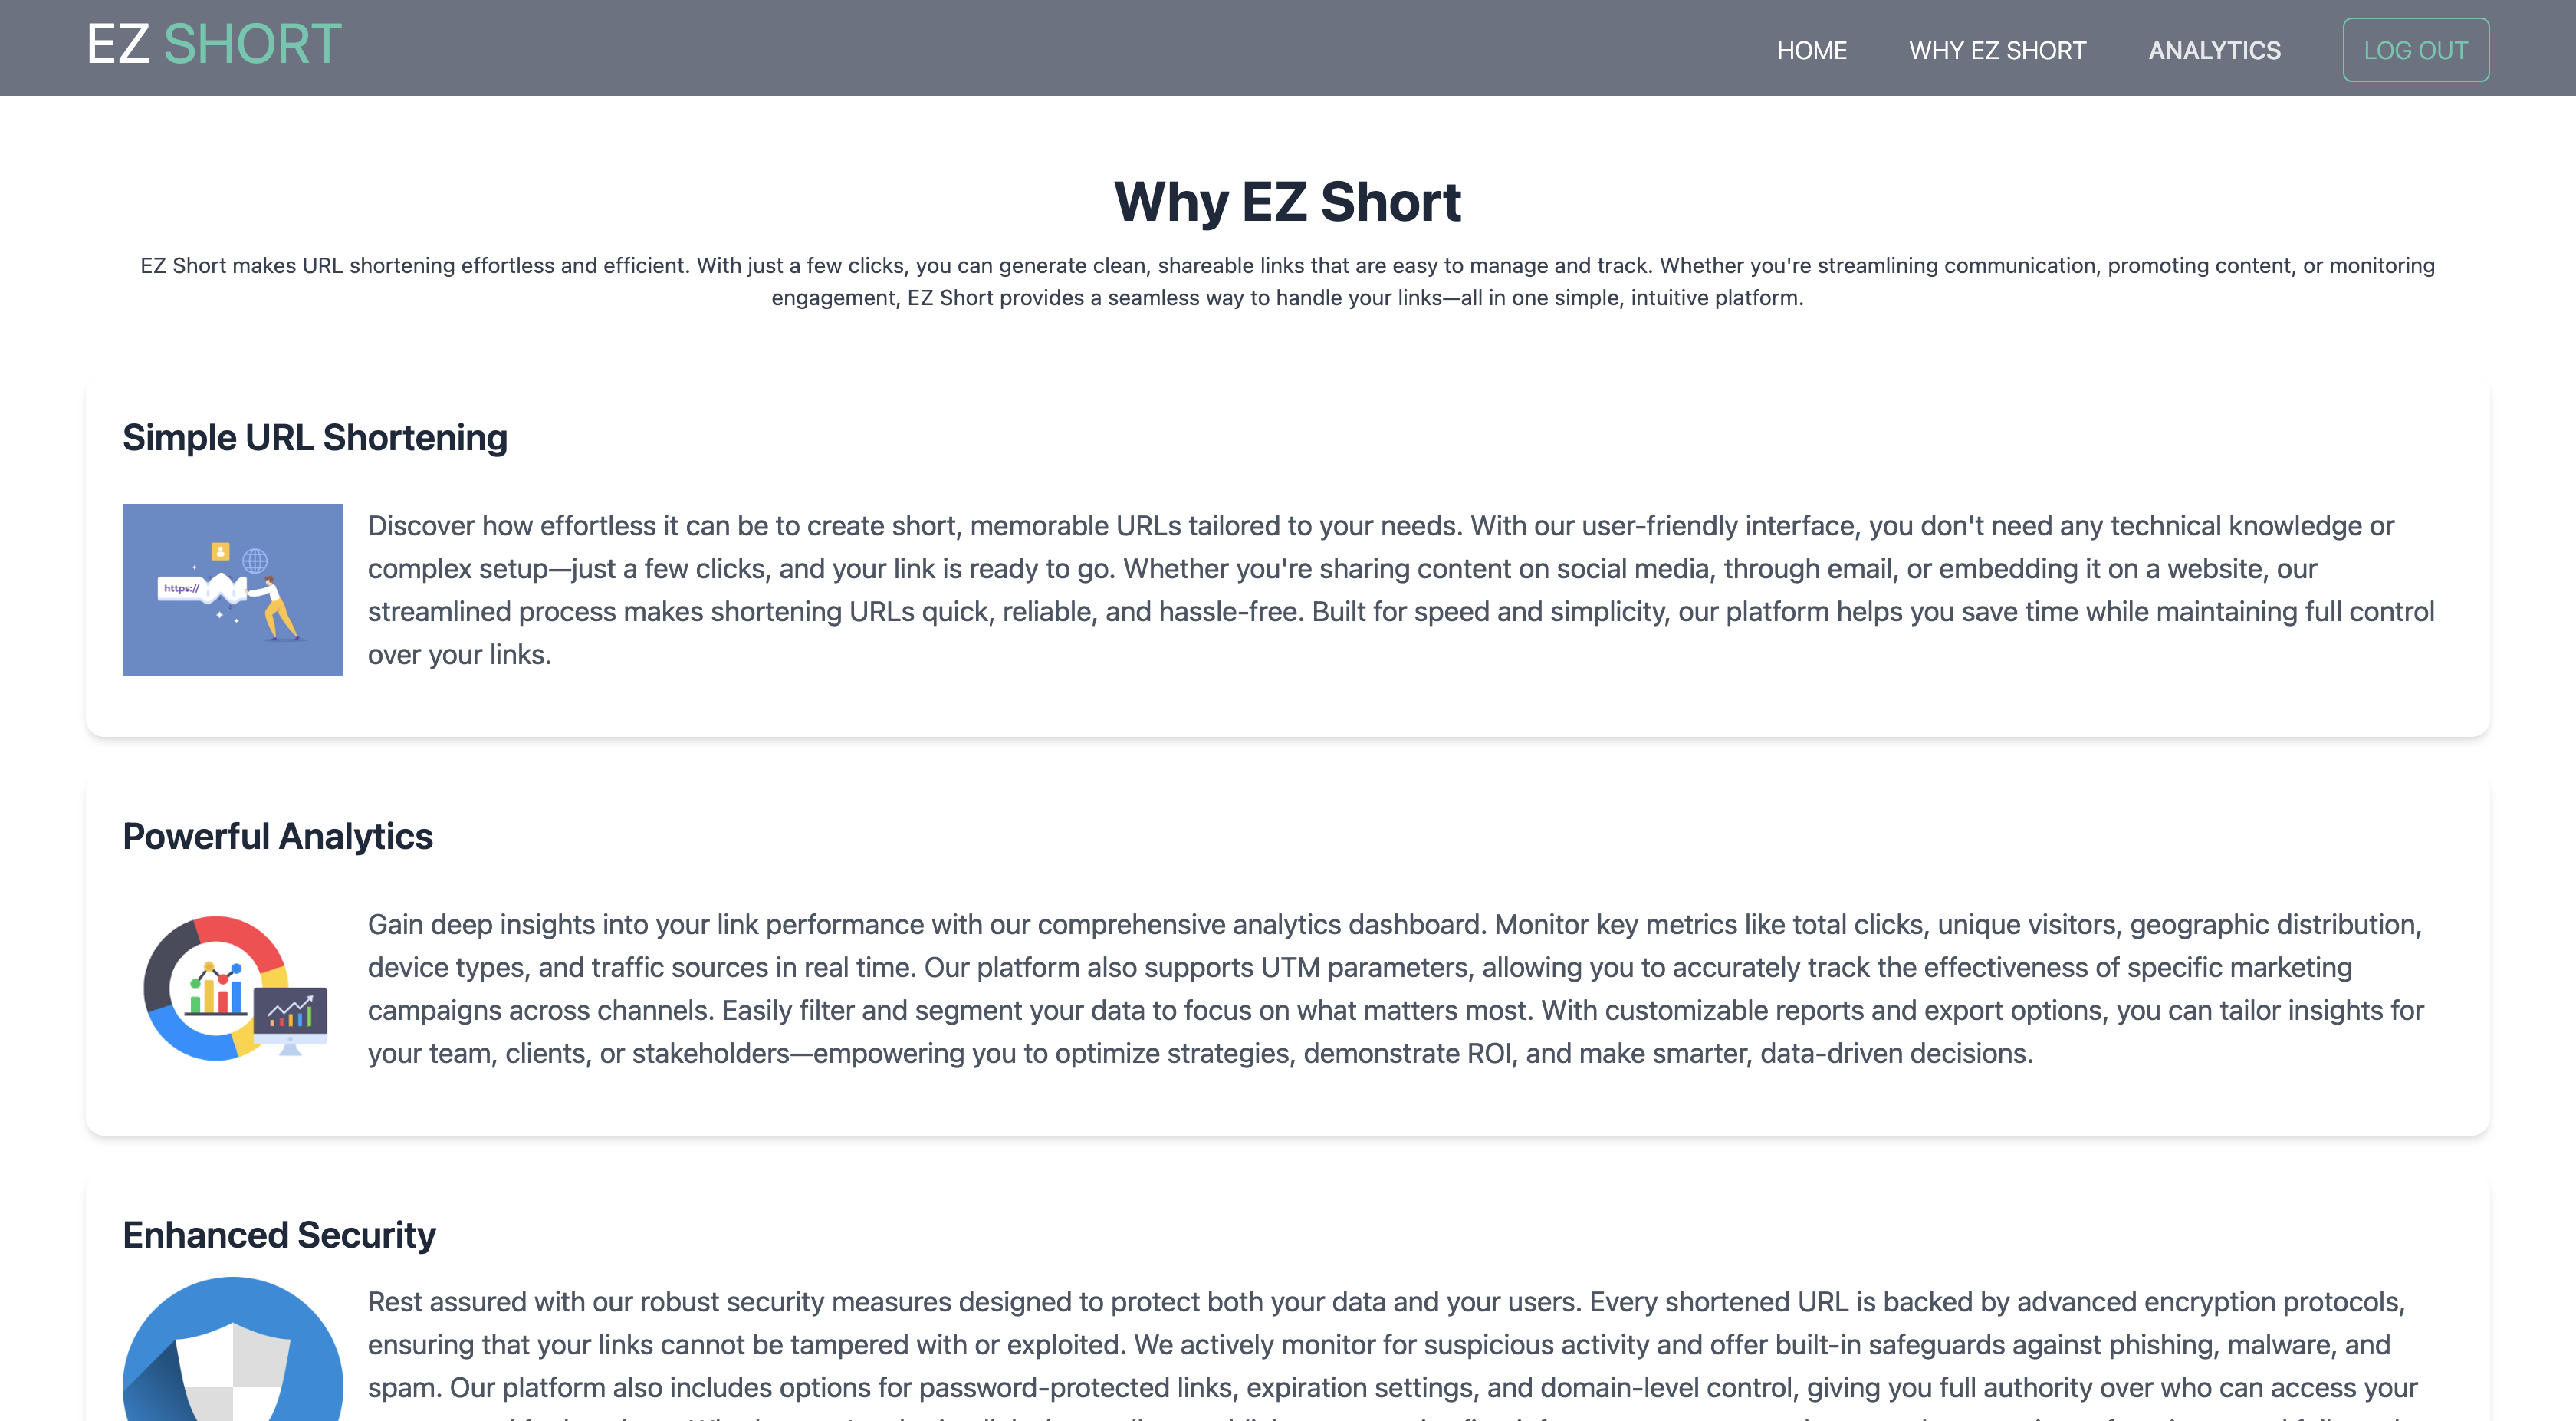 EZ SHORT
HOME
WHY EZ SHORT
ANALYTICS
LOG OUT
Why EZ Short
EZ Short makes URL shortening effortless and efficient. With just a few clicks, you can generate clean, shareable links that are easy to manage and track. Whether you're streamlining communication, promoting content, or monitoring
engagement, EZ Short provides a seamless way to handle your links—all in one simple, intuitive platform.
Simple URL Shortening
https://
Discover how effortless it can be to create short, memorable URLs tailored to your needs. With our user-friendly interface, you don't need any technical knowledge or
complex setup—just a few clicks, and your link is ready to go. Whether you're sharing content on social media, through email, or embedding it on a website, our
streamlined process makes shortening URLs quick, reliable, and hassle-free. Built for speed and simplicity, our platform helps you save time while maintaining full control
over your links.
Powerful Analytics
Gain deep insights into your link performance with our comprehensive analytics dashboard. Monitor key metrics like total clicks, unique visitors, geographic distribution,
device types, and traffic sources in real time. Our platform also supports UTM parameters, allowing you to accurately track the effectiveness of specific marketing
campaigns across channels. Easily filter and segment your data to focus on what matters most. With customizable reports and export options, you can tailor insights for
your team, clients, or stakeholders—empowering you to optimize strategies, demonstrate ROI, and make smarter, data-driven decisions.
Enhanced Security
Rest assured with our robust security measures designed to protect both your data and your users. Every shortened URL is backed by advanced encryption protocols,
ensuring that your links cannot be tampered with or exploited. We actively monitor for suspicious activity and offer built-in safeguards against phishing, malware, and
spam. Our platform also includes options for password-protected links, expiration settings, and domain-level control, giving you full authority over who can access your